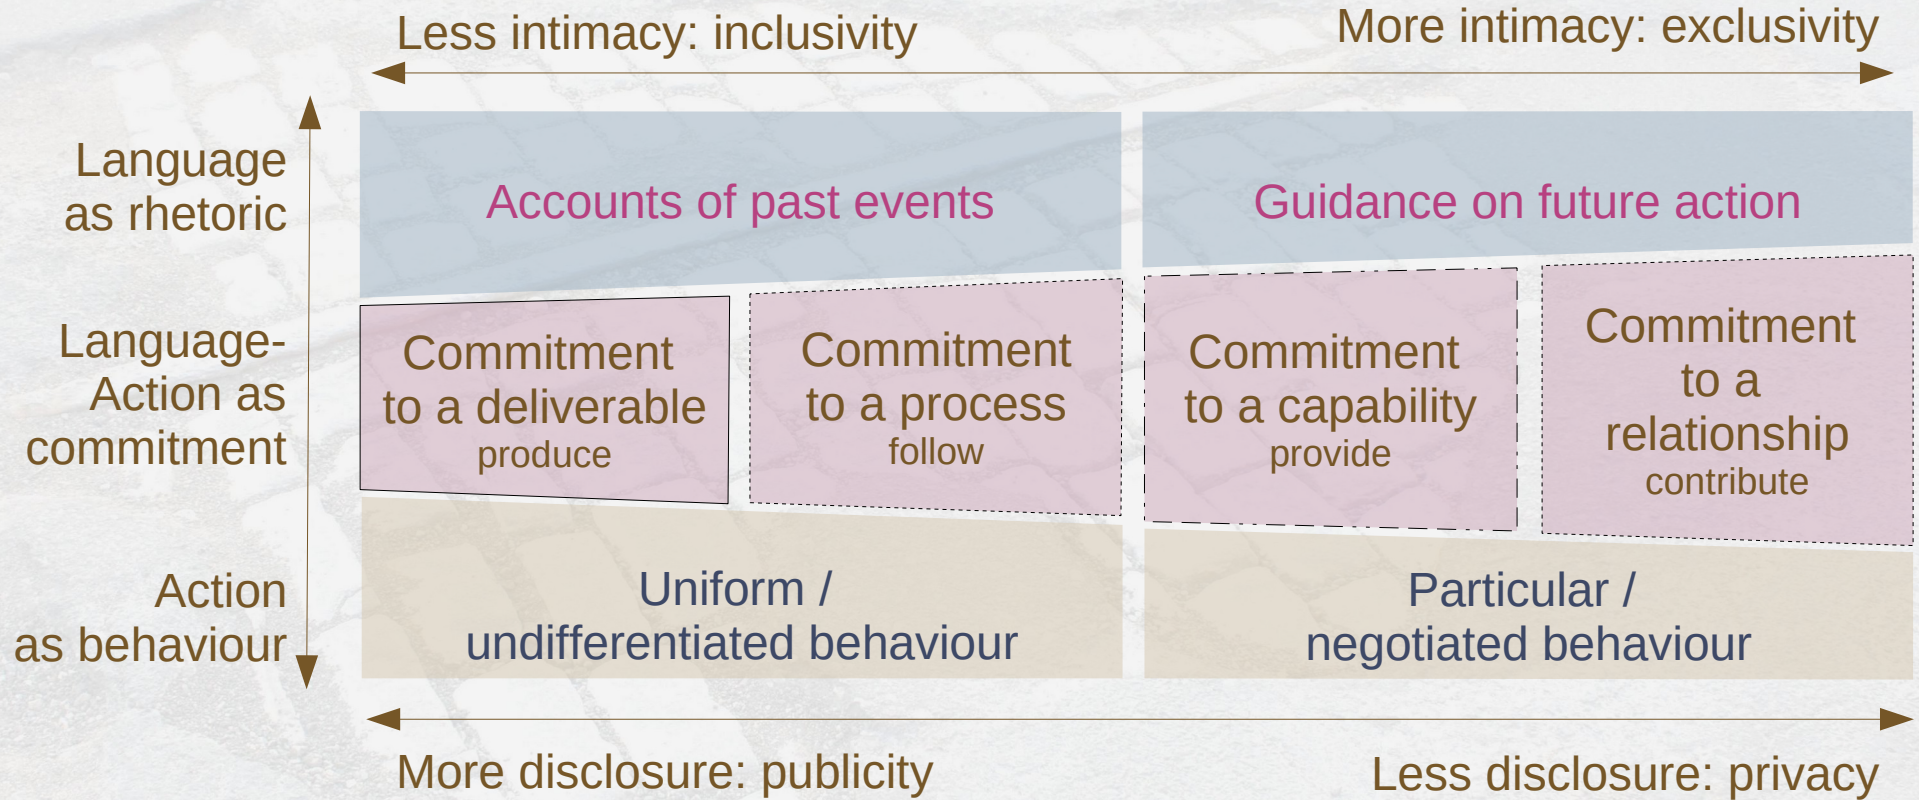 Less intimacy: inclusivity
More intimacy: exclusivity
Language
as rhetoric
Accounts of past events
Guidance on future action
Language-
Action as
commitment
Commitment
to a deliverable
produce
Commitment
to a process
follow
Commitment
to a capability
provide
Commitment
to a
relationship
contribute
Action
as behaviour
Uniform /
undifferentiated behaviour
Particular /
negotiated behaviour
More disclosure: publicity
Less disclosure: privacy